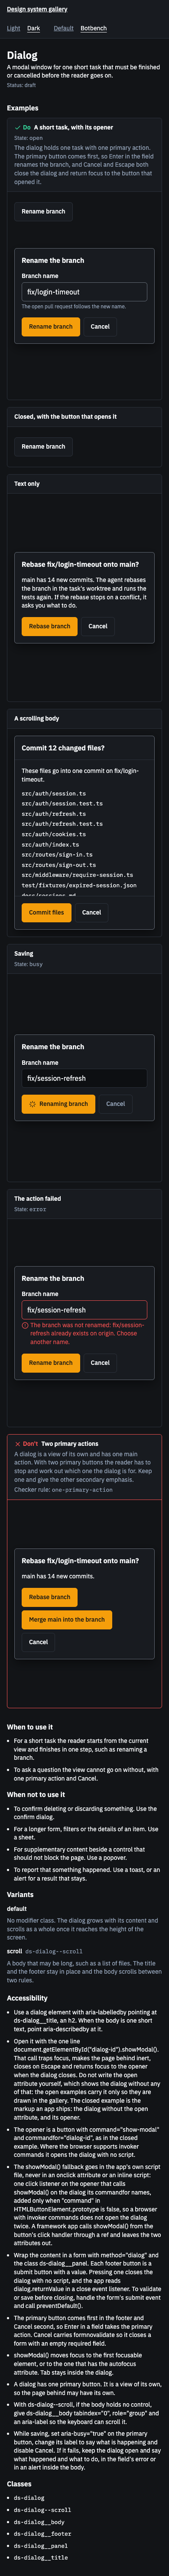 Design system gallery
Light Dark Default Botbench
Dialog
A modal window for one short task that must be finished
or cancelled before the reader goes on.
Status: draft
Examples
Do A short task, with its opener
State: open
The dialog holds one task with one primary action.
The primary button comes first, so Enter in the field
renames the branch, and Cancel and Escape both
close the dialog and return focus to the button that
opened it.
Rename branch
Rename the branch
Branch name
fix/login-timeout
The open pull request follows the new name.
Rename branch Cancel
Closed, with the button that opens it
Rename branch
Text only
Rebase fix/login-timeout onto main?
main has 14 new commits. The agent rebases
the branch in the task's worktree and runs the
tests again. If the rebase stops on a conflict, it
asks you what to do.
Rebase branch Cancel
A scrolling body
Commit 12 changed files?
These files go into one commit on fix/login-
timeout.
src/auth/session.ts
src/auth/session.test.ts
src/auth/refresh.ts
src/auth/refresh.test.ts
src/auth/cookies.ts
src/auth/index.ts
src/routes/sign-in.ts
src/routes/sign-out.ts
src/middleware/require-session.ts
test/fixtures/expired-session.json
docs/sessions.md
Commit files Cancel
Saving
State: busy
Rename the branch
Branch name
fix/session-refresh
Renaming branch Cancel
The action failed
State: error
Rename the branch
Branch name
fix/session-refresh
The branch was not renamed: fix/session-
refresh already exists on origin. Choose
another name.
Rename branch Cancel
Don't Two primary actions
A dialog is a view of its own and has one main
action. With two primary buttons the reader has to
stop and work out which one the dialog is for. Keep
one and give the other secondary emphasis.
Checker rule: one-primary-action
Rebase fix/login-timeout onto main?
main has 14 new commits.
Rebase branch
Merge main into the branch
Cancel
When to use it
For a short task the reader starts from the current
view and finishes in one step, such as renaming a
branch.
To ask a question the view cannot go on without, with
one primary action and Cancel.
When not to use it
To confirm deleting or discarding something. Use the
confirm dialog.
For a longer form, filters or the details of an item. Use
a sheet.
For supplementary content beside a control that
should not block the page. Use a popover.
To report that something happened. Use a toast, or an
alert for a result that stays.
Variants
default
No modifier class. The dialog grows with its content and
scrolls as a whole once it reaches the height of the
screen.
scroll ds-dialog--scroll
A body that may be long, such as a list of files. The title
and the footer stay in place and the body scrolls between
two rules.
Accessibility
Use a dialog element with aria-labelledby pointing at
ds-dialog__title, an h2. When the body is one short
text, point aria-describedby at it.
Open it with the one line
document.getElementById("dialog-id").showModal().
That call traps focus, makes the page behind inert,
closes on Escape and returns focus to the opener
when the dialog closes. Do not write the open
attribute yourself, which shows the dialog without any
of that: the open examples carry it only so they are
drawn in the gallery. The closed example is the
markup an app ships: the dialog without the open
attribute, and its opener.
The opener is a button with command="show-modal"
and commandfor="dialog-id", as in the closed
example. Where the browser supports invoker
commands it opens the dialog with no script.
The showModal() fallback goes in the app's own script
file, never in an onclick attribute or an inline script:
one click listener on the opener that calls
showModal() on the dialog its commandfor names,
added only when "command" in
HTMLButtonElement.prototype is false, so a browser
with invoker commands does not open the dialog
twice. A framework app calls showModal() from the
button's click handler through a ref and leaves the two
attributes out.
Wrap the content in a form with method="dialog" and
the class ds-dialog__panel. Each footer button is a
submit button with a value. Pressing one closes the
dialog with no script, and the app reads
dialog.returnValue in a close event listener. To validate
or save before closing, handle the form's submit event
and call preventDefault().
The primary button comes first in the footer and
Cancel second, so Enter in a field takes the primary
action. Cancel carries formnovalidate so it closes a
form with an empty required field.
showModal() moves focus to the first focusable
element, or to the one that has the autofocus
attribute. Tab stays inside the dialog.
A dialog has one primary button. It is a view of its own,
so the page behind may have its own.
With ds-dialog--scroll, if the body holds no control,
give ds-dialog__body tabindex="0", role="group" and
an aria-label so the keyboard can scroll it.
While saving, set aria-busy="true" on the primary
button, change its label to say what is happening and
disable Cancel. If it fails, keep the dialog open and say
what happened and what to do, in the field's error or
in an alert inside the body.
Classes
ds-dialog
ds-dialog--scroll
ds-dialog__body
ds-dialog__footer
ds-dialog__panel
ds-dialog__title